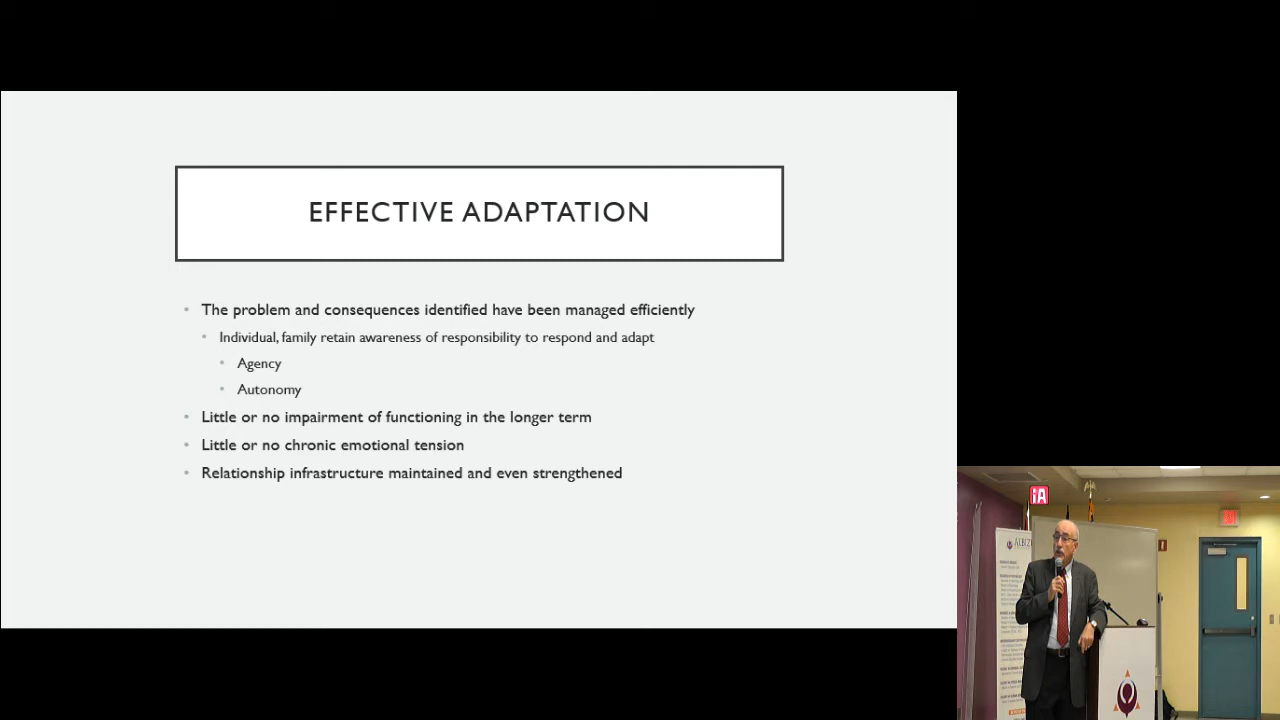 EFFECTIVE ADAPTATION
• The problem and consequences identified have been managed efficiently
• Individual, family retain awareness of responsibility to respond and adapt
• Agency
• Autonomy
• Little or no impairment of functioning in the longer term
• Little or no chronic emotional tension
• Relationship infrastructure maintained and even strengthened
iA
ALBIZ